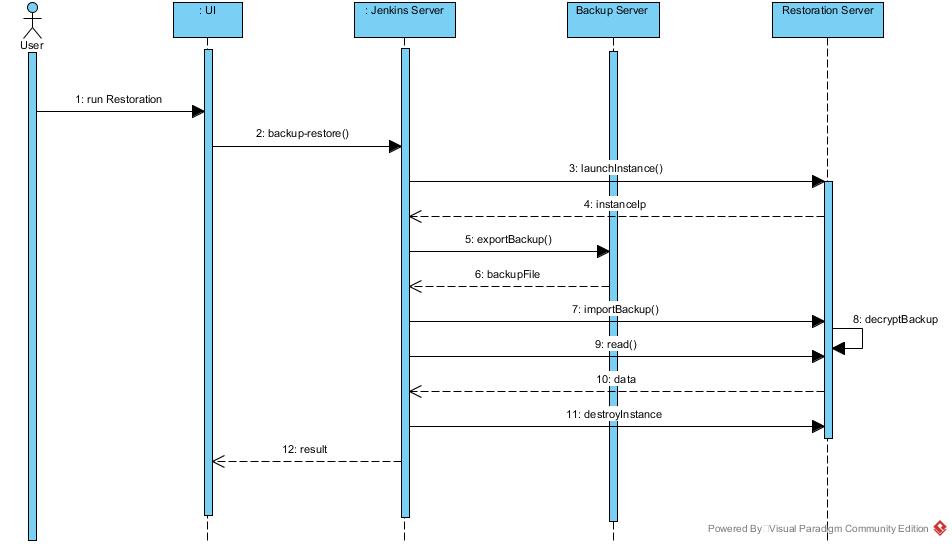 : UI
: Jenkins Server
Backup Server
Restoration Server
User
1: run Restoration
2: backup-restore()
3: launchInstance()
4: instanceIp
5: exportBackup()
6: backupFile
7: importBackup()
8: decryptBackup
9: read()
10: data
11: destroyInstance
12: result
Powered By Visual Paradigm Community Edition